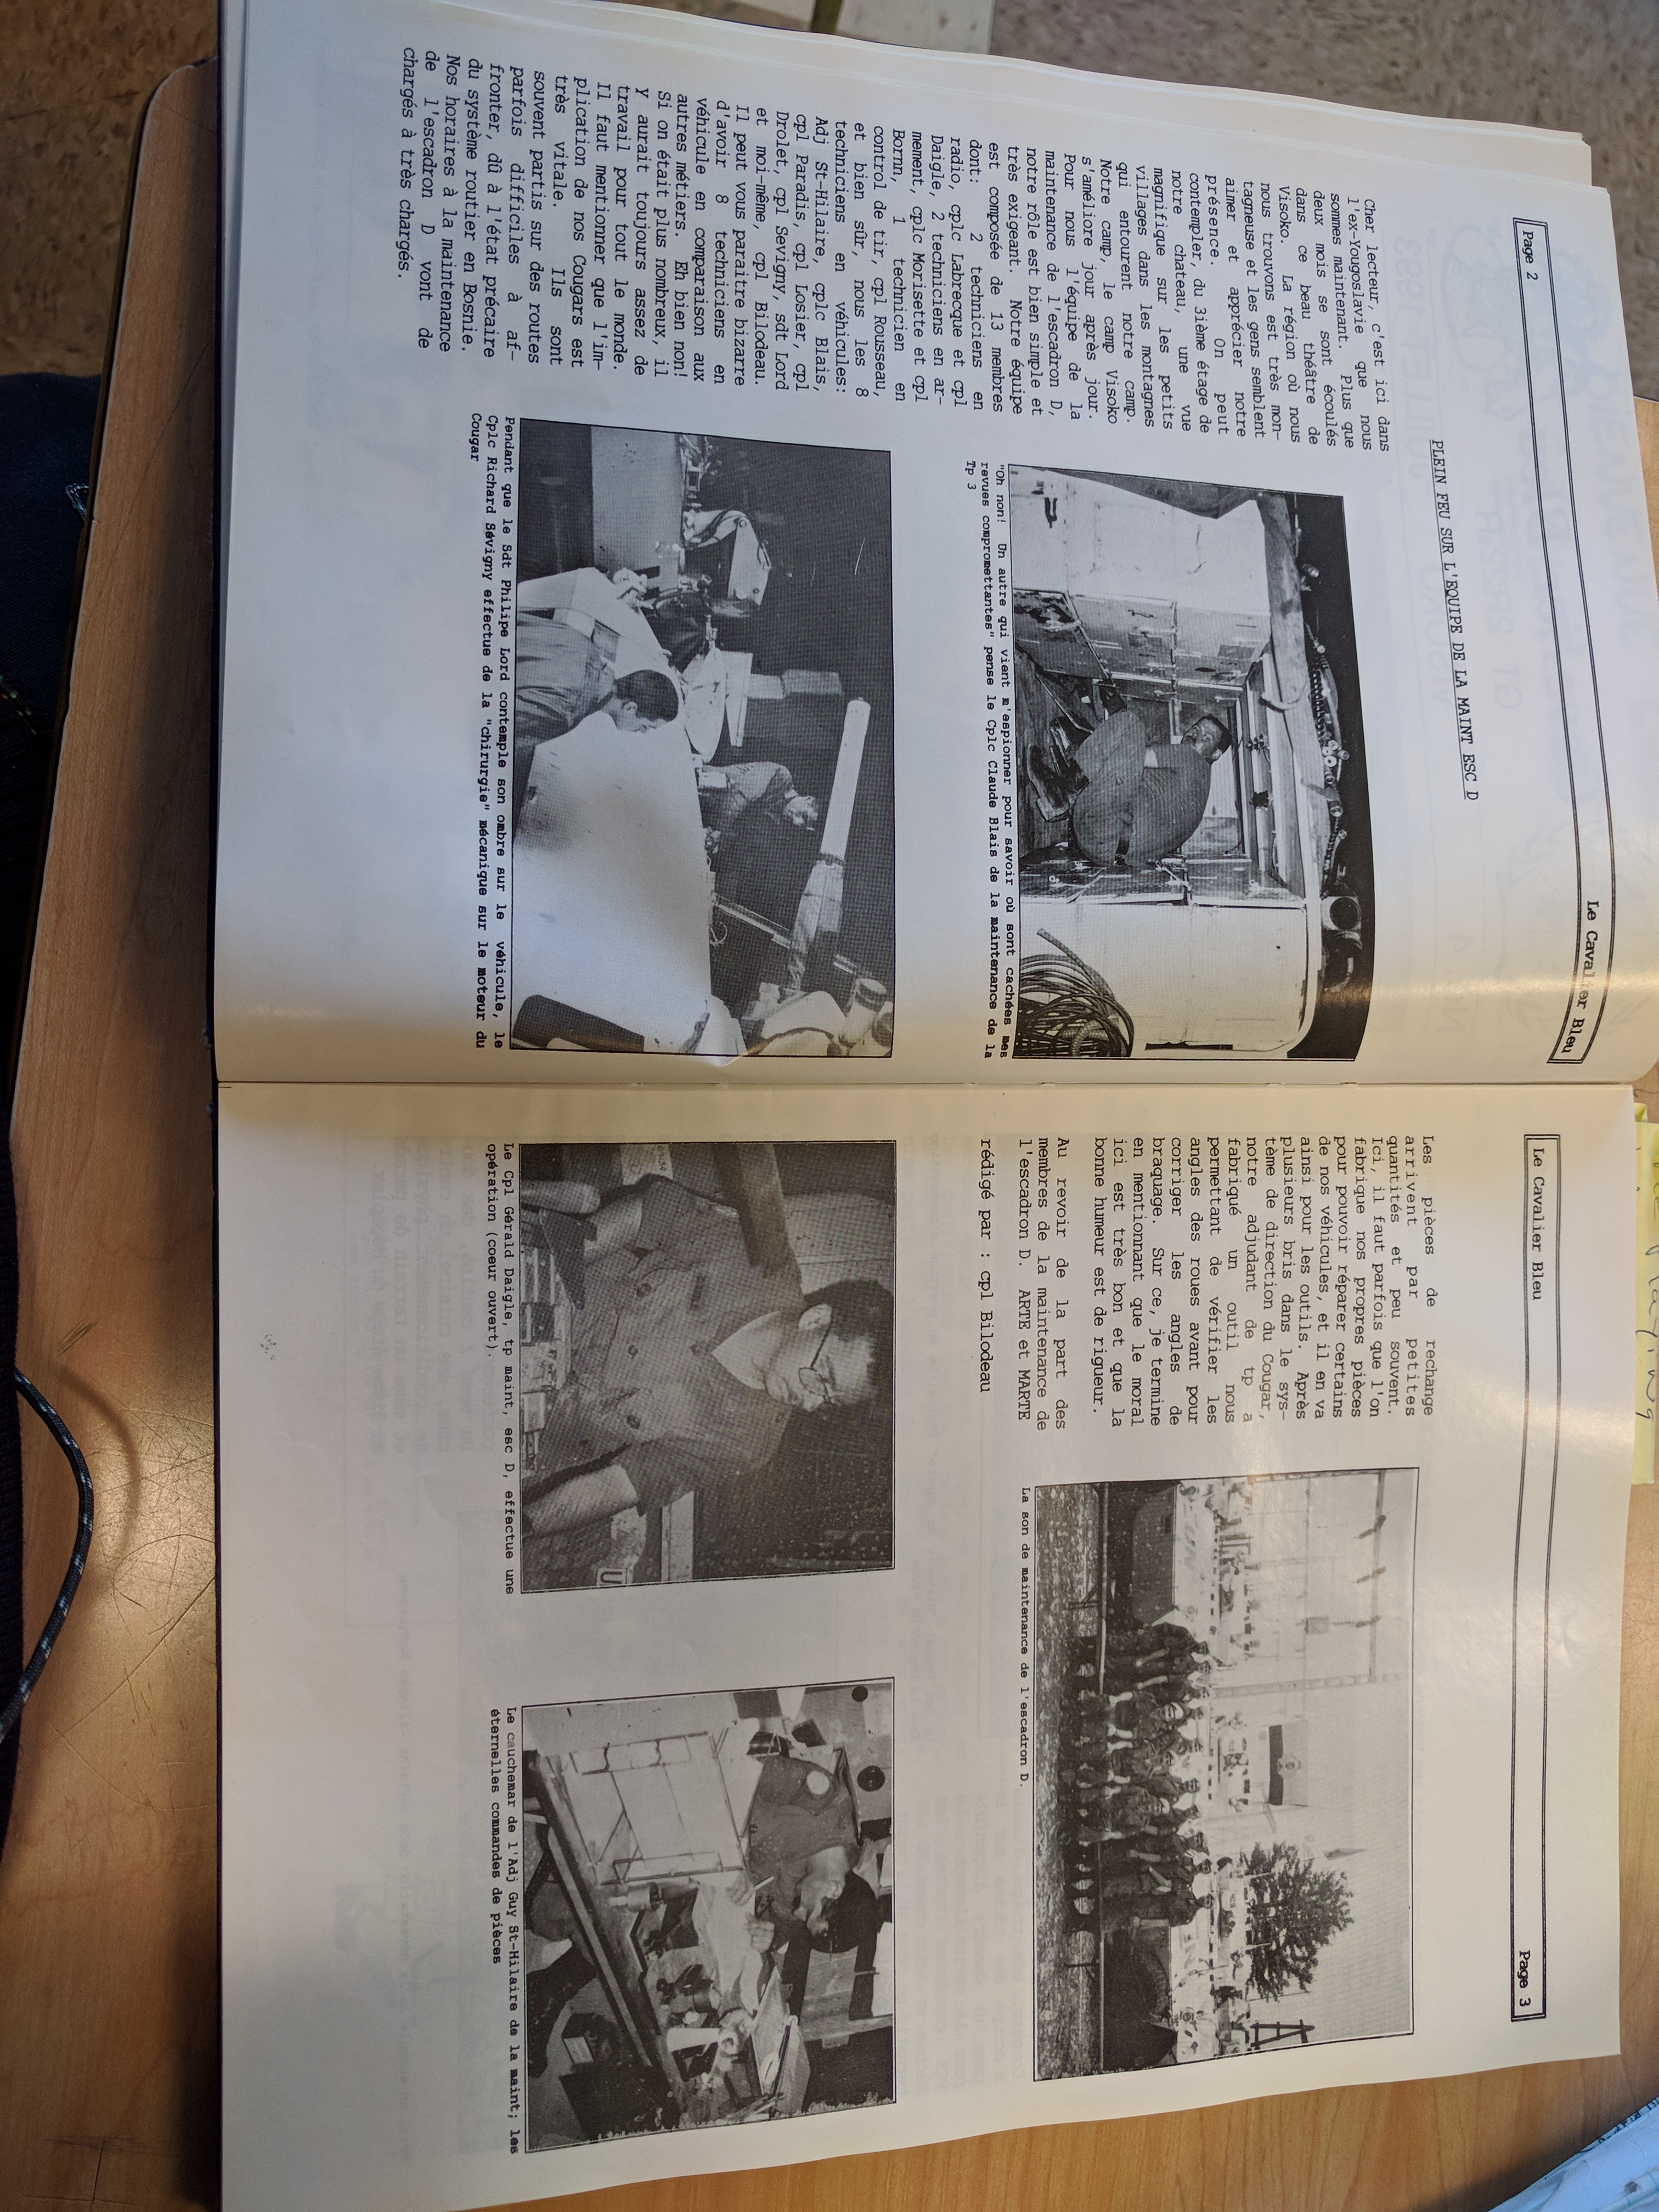 Page 2
Le Cavalier Bleu
PLEIN FEU SUR L'EQUIPE DE LA MAINT ESC D
Cher lecteur, c'est ici dans
l'ex-Yougoslavie que nous
sommes maintenant. Plus que
deux mois se sont écoulés
dans ce beau théâtre de
Visoko. La région où nous
nous trouvons est très mon-
tagneuse et les gens semblent
aimer et apprécier notre
présence. On peut
contempler, du 3ième étage de
notre chateau, une vue
magnifique sur les petits
villages dans les montagnes
qui entourent notre camp.
Notre camp, le camp Visoko
s'améliore jour après jour.
Pour nous l'équipe de la
maintenance de l'escadron D,
notre rôle est bien simple et
très exigeant. Notre équipe
est composée de 13 membres
dont: 2 techniciens en
radio, cplc Labrecque et cpl
Daigle, 2 techniciens en ar-
mement, cplc Morisette et cpl
Bornn, 1 technicien en
control de tir, cpl Rousseau,
et bien sûr, nous les 8
techniciens en véhicules:
Adj St-Hilaire, cplc Blais,
cpl Paradis, cpl Losier, cpl
Drolet, cpl Sevigny, sdt Lord
et moi-même, cpl Bilodeau.
Il peut vous paraitre bizarre
d'avoir 8 techniciens en
véhicule en comparaison aux
autres métiers. Eh bien non!
Si on était plus nombreux, il
y aurait toujours assez de
travail pour tout le monde.
Il faut mentionner que l'im-
plication de nos Cougars est
très vitale. Ils sont
souvent partis sur des routes
parfois difficiles à af-
fronter, dû à l'état précaire
du système routier en Bosnie.
Nos horaires à la maintenance
de l'escadron D vont de
chargés à très chargés.
"Oh non! Un autre qui vient m'espionner pour savoir où sont cachées mes
revues compromettantes" pense le Cplc Claude Blais de la maintenance de la
Tp 3
Pendant que le Sdt Philipe Lord contemple son ombre sur le véhicule, le
Cplc Richard Sévigny effectue de la "chirurgie" mécanique sur le moteur du
Cougar
Le Cavalier Bleu
Page 3
Les pièces de rechange
arrivent par petites
quantités et peu souvent.
Ici, il faut parfois que l'on
fabrique nos propres pièces
pour pouvoir réparer certains
de nos véhicules, et il en va
ainsi pour les outils. Après
plusieurs bris dans le sys-
tème de direction du Cougar,
notre adjudant de tp a
fabriqué un outil nous
permettant de vérifier les
angles des roues avant pour
corriger les angles de
braquage. Sur ce, je termine
en mentionnant que le moral
ici est très bon et que la
bonne humeur est de rigueur.
Au revoir de la part des
membres de la maintenance de
l'escadron D. ARTE et MARTE
rédigé par : cpl Bilodeau
La son de maintenance de l'escadron D.
Le Cpl Gérald Daigle, tp maint, esc D, effectue une
opération (coeur ouvert).
Le cauchemar de l'Adj Guy St-Hilaire de la maint; les
éternelles commandes de pièces